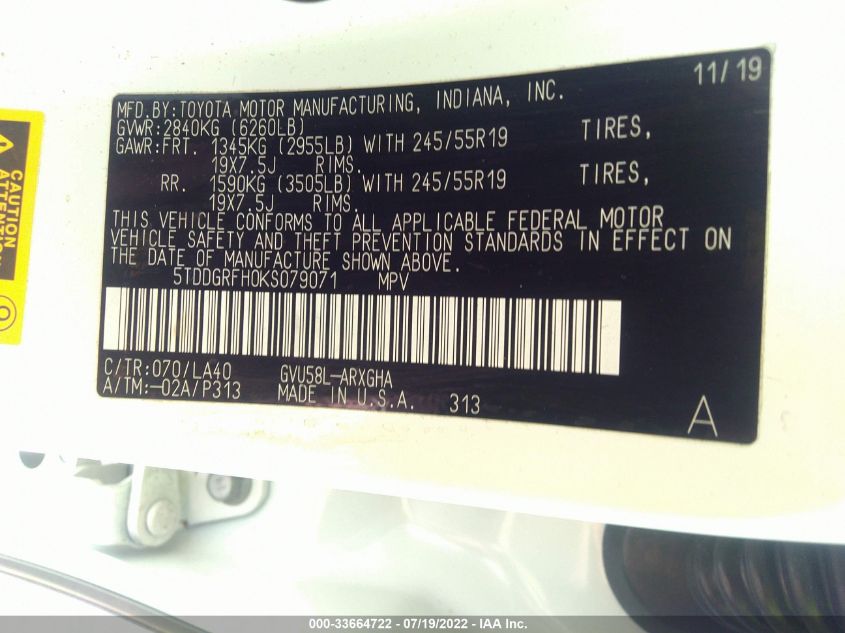 11/19
MFD.BY:TOYOTA MOTOR MANUFACTURING, INDIANA, INC.
GVWR:2840KG (6260LB)
GAWR:FRT. 1345KG (2955LB) WITH 245/55R19 TIRES,
19X7.5J RIMS.
RR. 1590KG (3505LB) WITH 245/55R19 TIRES,
19X7.5J RIMS.
THIS VEHICLE CONFORMS TO ALL APPLICABLE FEDERAL MOTOR
VEHICLE SAFETY AND THEFT PREVENTION STANDARDS IN EFFECT ON
THE DATE OF MANUFACTURE SHOWN ABOVE.
5TDDGRFH0KS079071 MPV
C/TR:070/LA40 GVU58L-ARXGHA
A/TM:-02A/P313 MADE IN U.S.A. 313
A
CAUTION
000-33664722 - 07/19/2022 - IAA Inc.